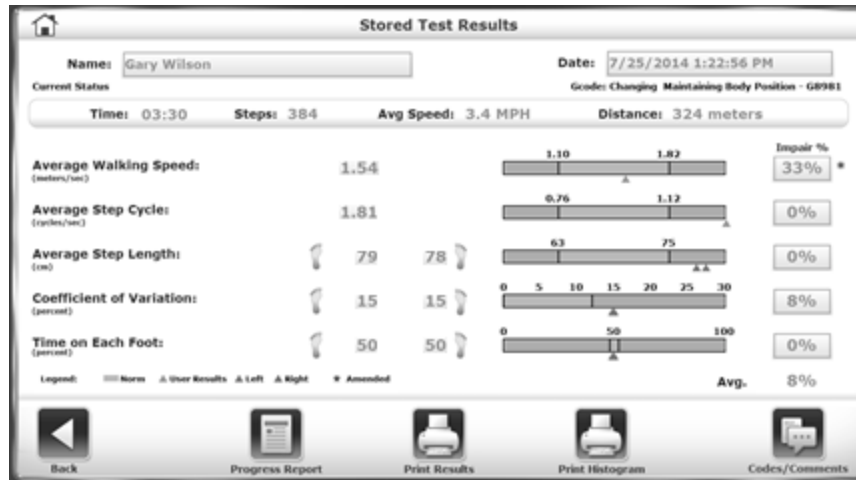 Stored Test Results
Name: Gary Wilson Date: 7/25/2014 1:22:56 PM
Current Status Gcode: Changing Maintaining Body Position - G8981
Time: 03:30 Steps: 384 Avg Speed: 3.4 MPH Distance: 324 meters
Impair %
1.10 1.82
Average Walking Speed: 1.54 33% *
(meters/sec)
0.76 1.12
Average Step Cycle: 1.81 0%
(cycles/sec)
63 75
Average Step Length: 79 78 0%
(cm)
0 5 10 15 20 25 30
Coefficient of Variation: 15 15 8%
(percent)
0 50 100
Time on Each Foot: 50 50 0%
(percent)
Legend: Norm User Results Left Right * Amended
Avg. 8%
Back Progress Report Print Results Print Histogram Codes/Comments